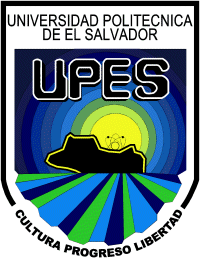 UNIVERSIDAD POLITECNICA
DE EL SALVADOR
UPES
CULTURA PROGRESO LIBERTAD